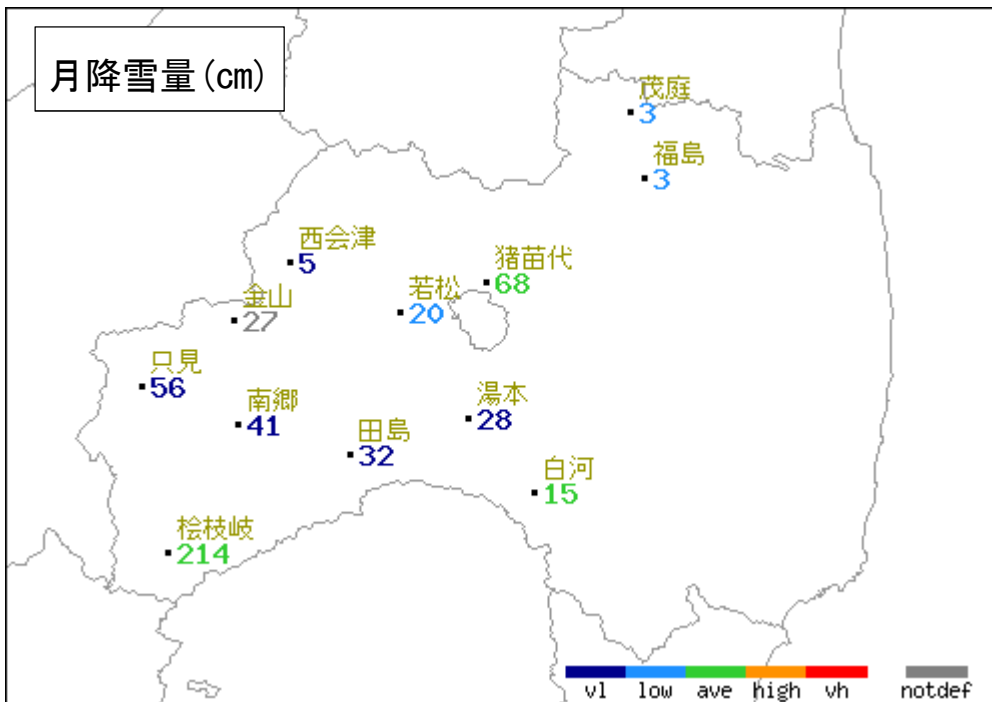 月降雪量(cm)
茂庭
3
福島
3
西会津
5
猪苗代
68
金山
27
若松
20
只見
56
南郷
41
湯本
28
田島
32
白河
15
桧枝岐
214
vl low ave high vh notdef